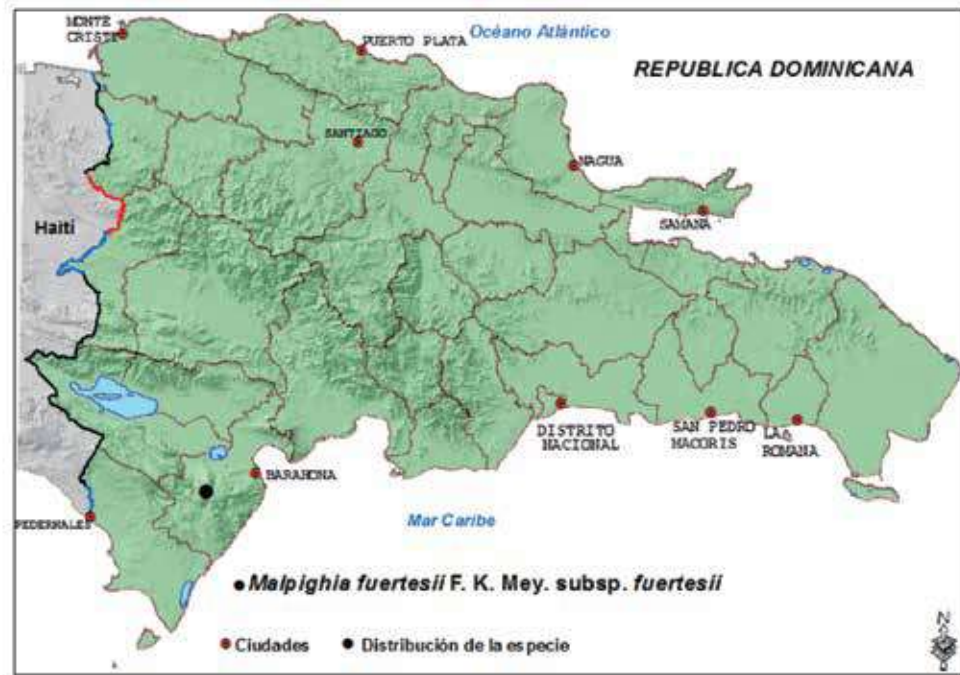 MONTE
CRISTI
PUERTO PLATA
Océano Atlántico
REPUBLICA DOMINICANA
SANTIAGO
NAGUA
SAMANA
Haití
DISTRITO
NACIONAL
SAN PEDRO
MACORIS
LA
ROMANA
BARAHONA
PEDERNALES
Mar Caribe
Malpighia fuertesii F. K. Mey. subsp. fuertesii
Ciudades
Distribución de la especie
N